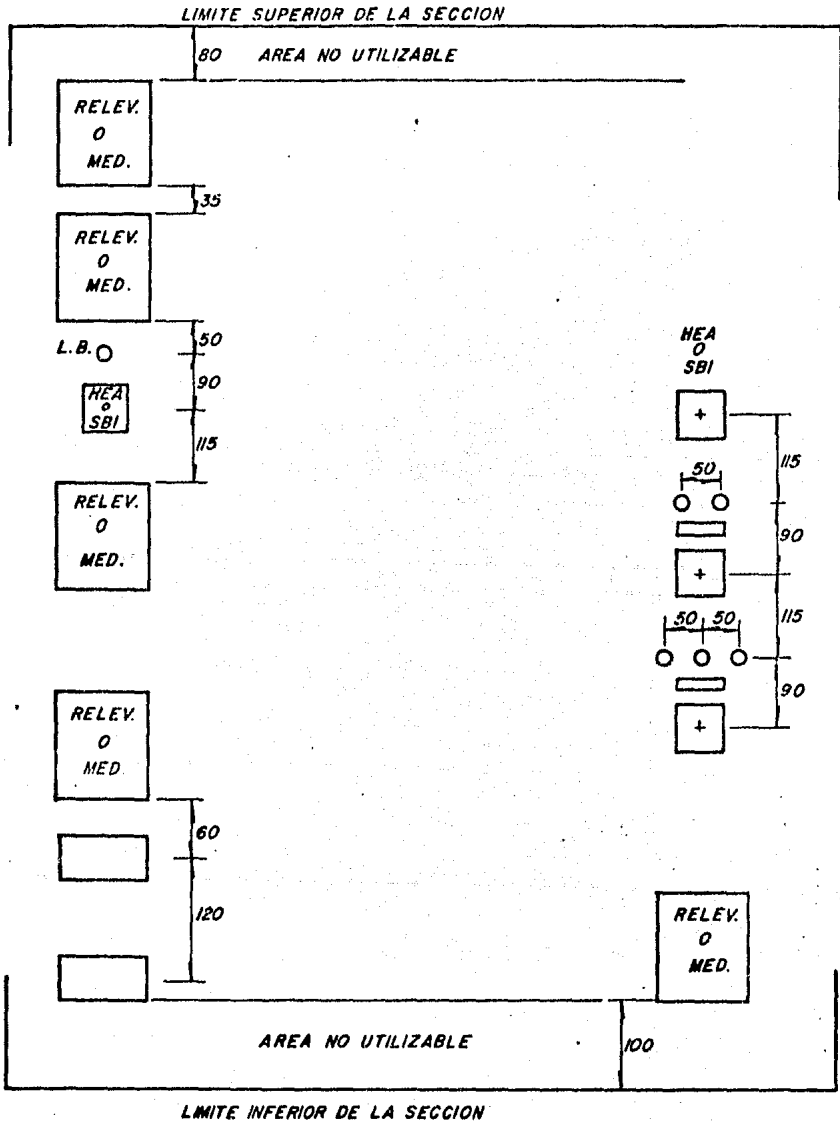 LIMITE SUPERIOR DE LA SECCION
80 AREA NO UTILIZABLE
RELEV.
O
MED.
35
RELEV.
O
MED.
50
L.B.
90
HEA
O
SBI
115
RELEV.
O
MED.
RELEV.
O
MED
60
120
HEA
O
SBI
115
50
90
115
50 50
90
RELEV.
O
MED.
AREA NO UTILIZABLE
100
LIMITE INFERIOR DE LA SECCION